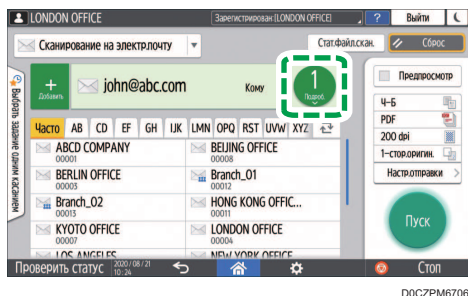 LONDON OFFICE
Зарегистрирован:[LONDON OFFICE]
?
Выйти
Сканирование на электр.почту
Стат.файл.скан.
Сброс
Выбрать задание одним касанием
+
Добавить
john@abc.com
Кому
1
Подроб.
Предпросмотр
Ч-Б
PDF
200 dpi
1-стор.оригин.
Настр.отправки
Часто AB CD EF GH IJK LMN OPQ RST UVW XYZ
ABCD COMPANY
00001
BEIJING OFFICE
00008
BERLIN OFFICE
00003
Branch_01
00012
Branch_02
00013
HONG KONG OFFIC...
00011
KYOTO OFFICE
00007
LONDON OFFICE
00004
LOS ANGELES
NEW YORK OFFICE
Пуск
Проверить статус
2020/08/21
10:24
Стоп
D0CZPM6706